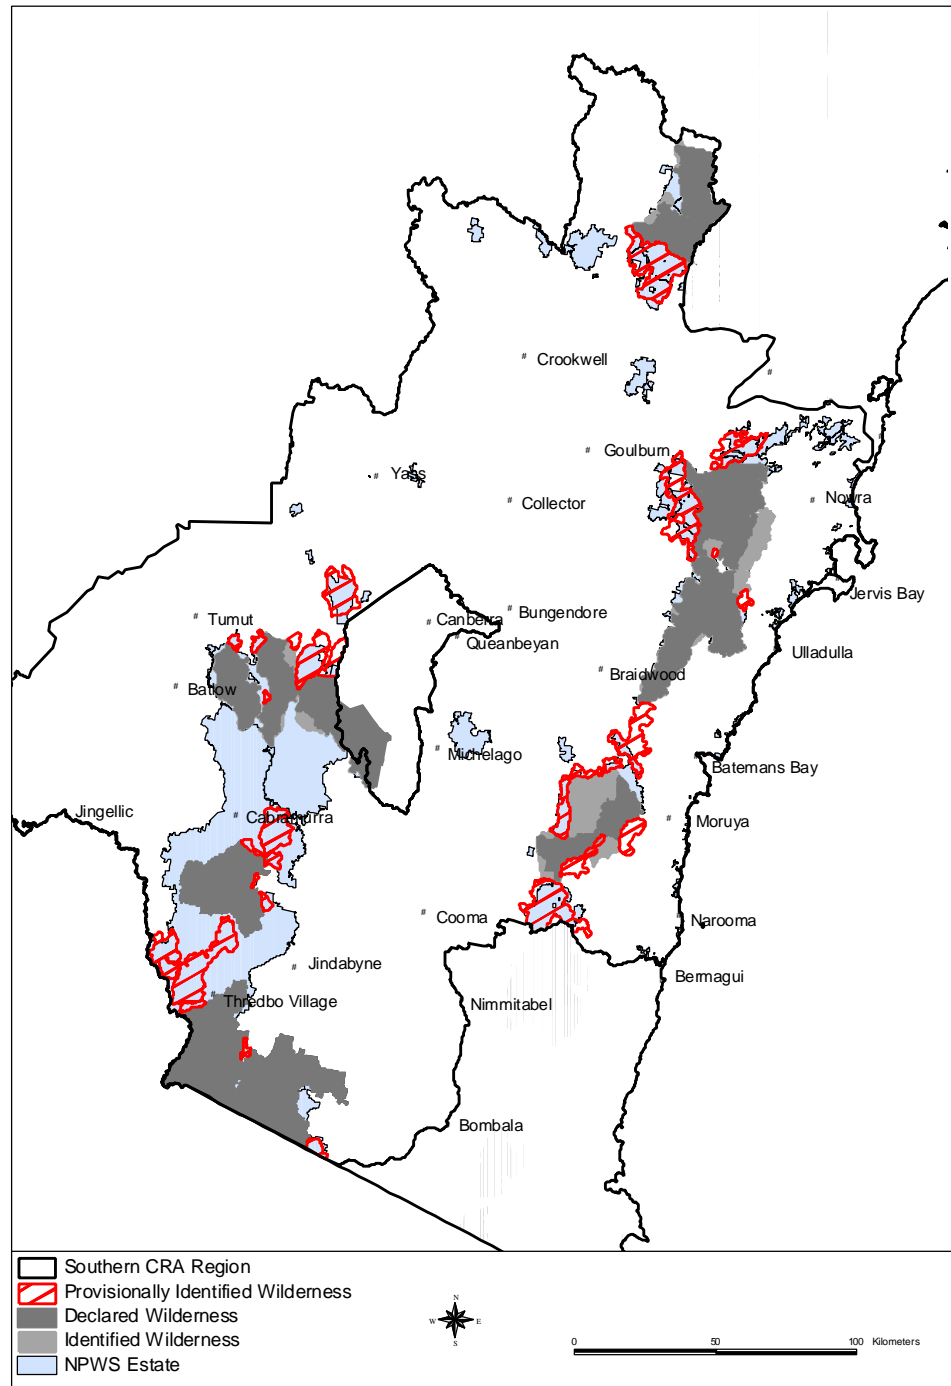 Crookwell
Goulburn
Yass
Collector
Nowra
Jervis Bay
Tumut
Canberra
Bungendore
Queanbeyan
Ulladulla
Braidwood
Batlow
Michelago
Batemans Bay
Jingellic
Cabramurra
Moruya
Cooma
Narooma
Jindabyne
Bermagui
Thredbo Village
Nimmitabel
Bombala
Southern CRA Region
Provisionally Identified Wilderness
Declared Wilderness
Identified Wilderness
NPWS Estate
N
W E
S
0 50 100 Kilometers